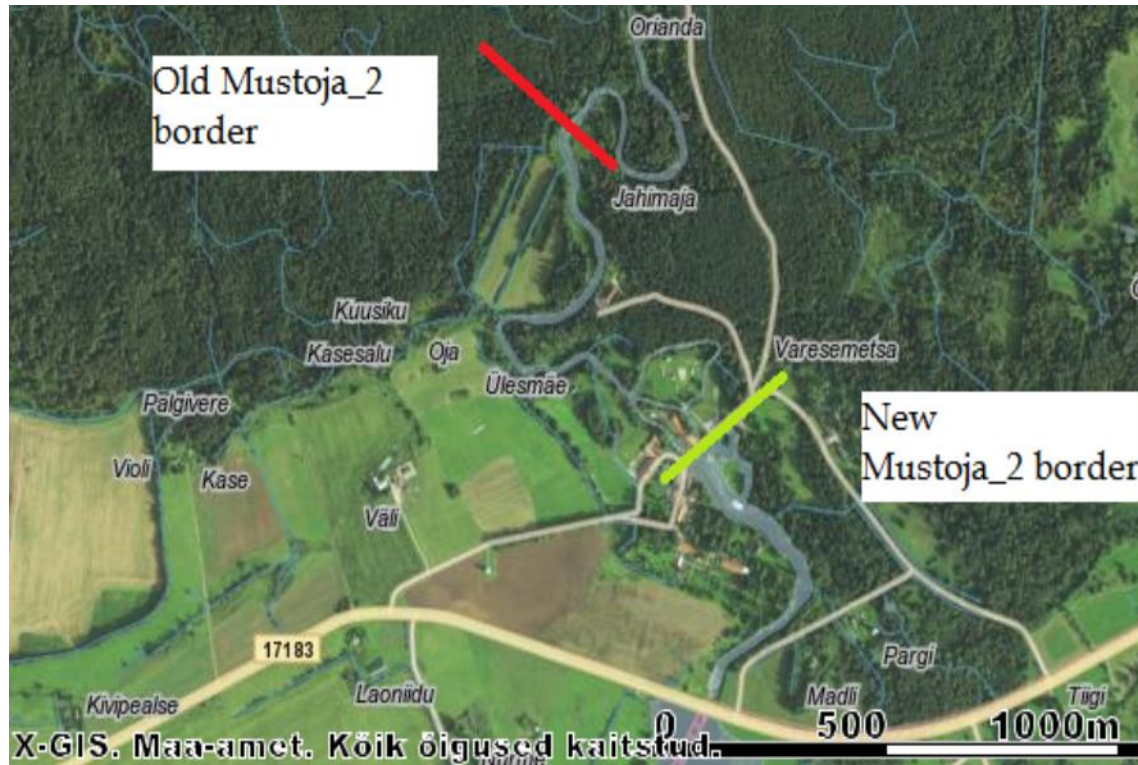 Orianda
Old Mustoja_2
border
Jahimaja
Kuusiku
Kasesalu
Oja
Varesemetsa
Ülesmäe
Palgivere
New
Mustoja_2 border
Violi
Kase
Väli
17183
Pargi
Kivipealse
Laoniidu
Madli
Tiigi
0 500 1000m
X-GIS. Maa-amet. Kõik õigused kaitstud.